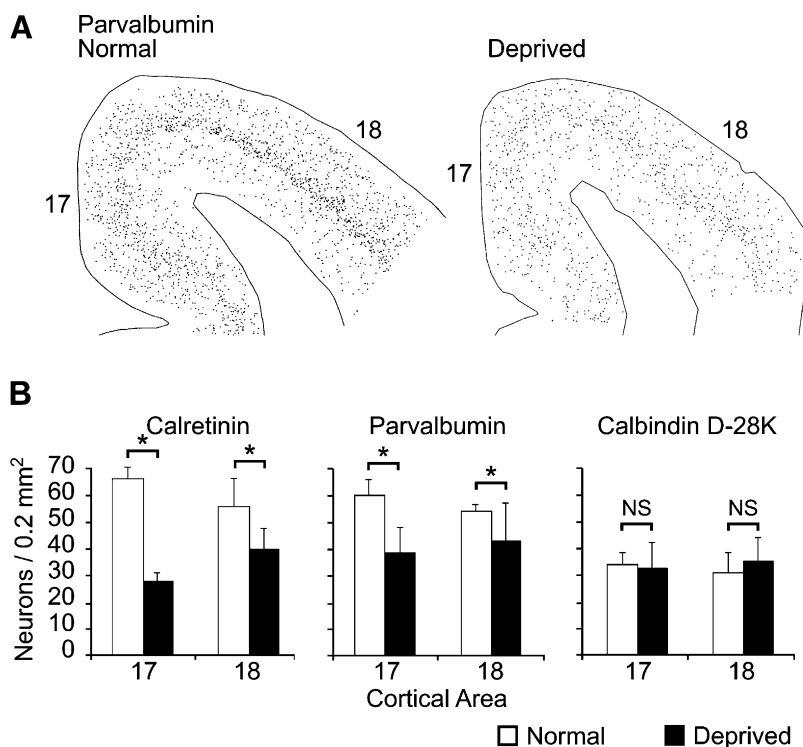 A
Parvalbumin
Normal
Deprived
17
18
17
18
B
Neurons / 0.2 mm²
Calretinin
70
60
50
40
30
20
10
0
*
*
17
18
Parvalbumin
*
*
17
18
Calbindin D-28K
NS
NS
17
18
Cortical Area
Normal
Deprived